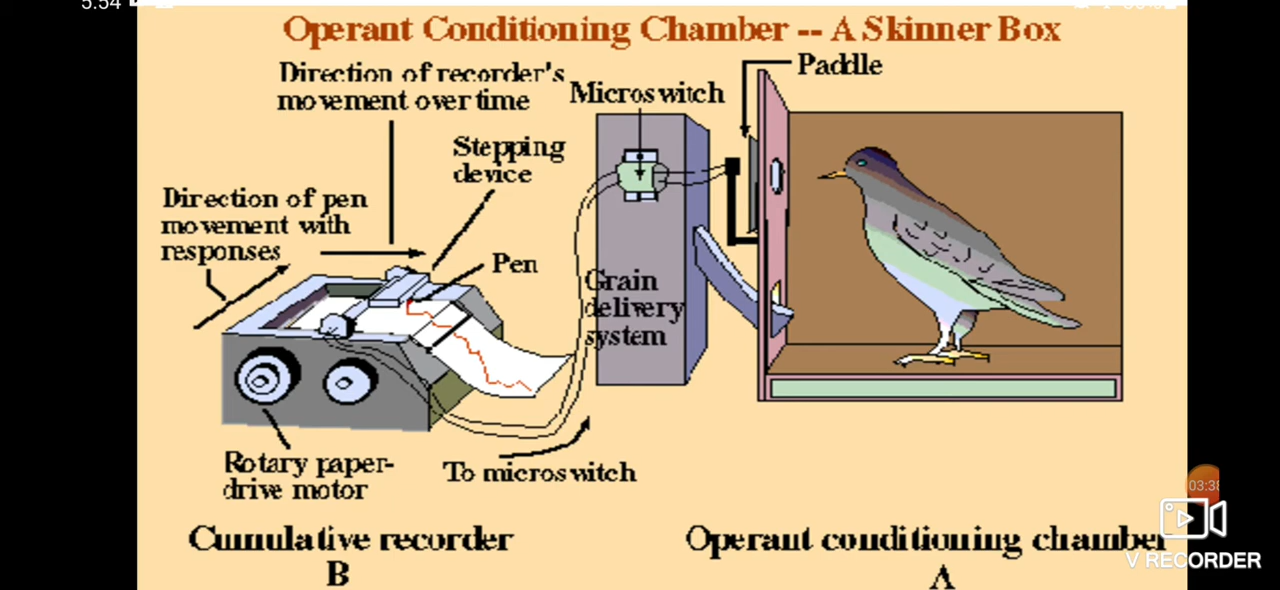 5:54
Operant Conditioning Chamber -- A Skinner Box
Direction of recorder's
movement over time
Microswitch
Paddle
Stepping
device
Direction of pen
movement with
responses
Pen
Grain
delivery
system
Rotary paper-
drive motor
To microswitch
03:38
Cumulative recorder
B
Operant conditioning chamber
A
V RECORDER